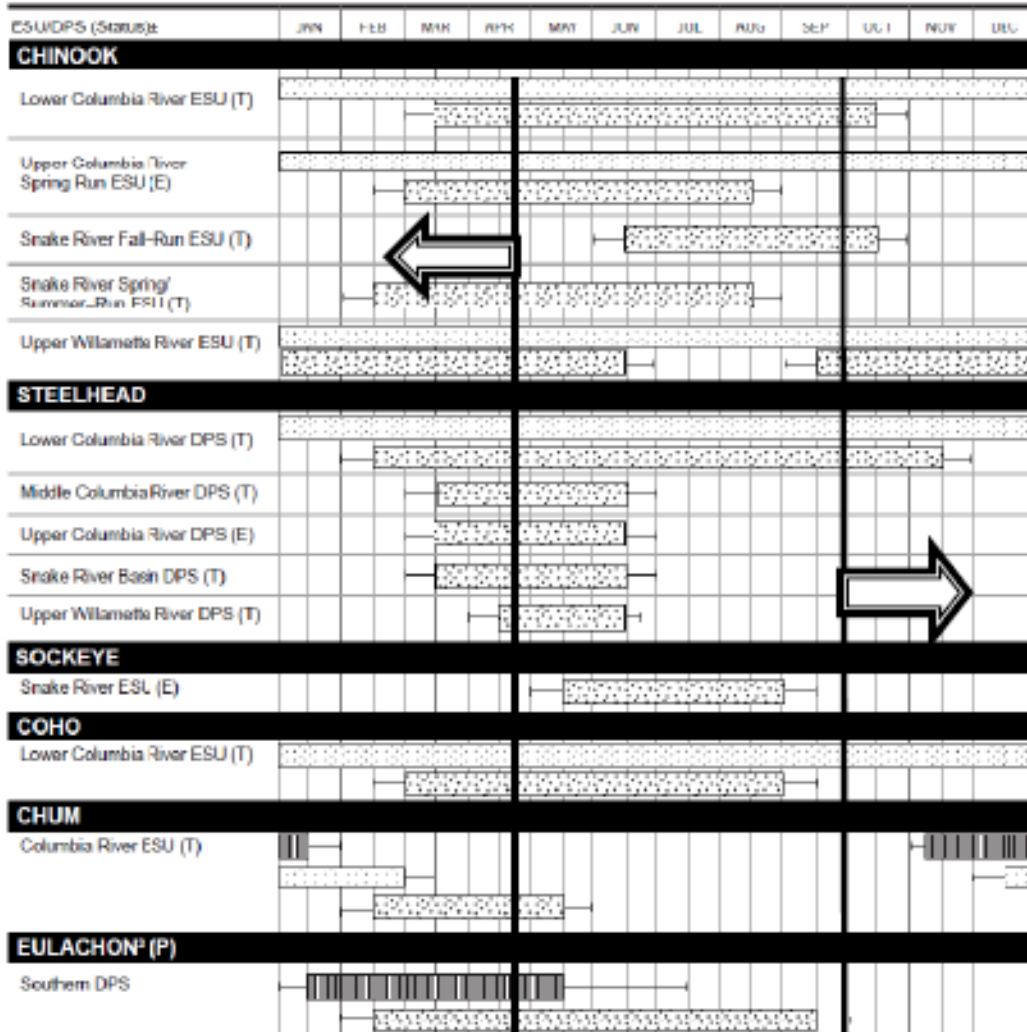 ESU/DPS (Status)± JAN FEB MAR APR MAY JUN JUL AUG SEP OCT NOV DEC
CHINOOK
Lower Columbia River ESU (T)
Upper Columbia River
Spring Run ESU (E)
Snake River Fall-Run ESU (T)
Snake River Spring/
Summer-Run ESU (T)
Upper Willamette River ESU (T)
STEELHEAD
Lower Columbia River DPS (T)
Middle Columbia River DPS (T)
Upper Columbia River DPS (E)
Snake River Basin DPS (T)
Upper Willamette River DPS (T)
SOCKEYE
Snake River ESU (E)
COHO
Lower Columbia River ESU (T)
CHUM
Columbia River ESU (T)
EULACHON³ (P)
Southern DPS